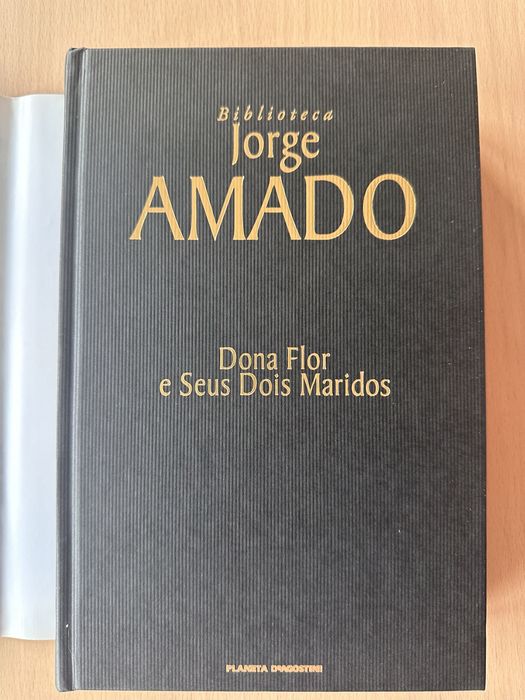 Biblioteca
Jorge
AMADO
Dona Flor
e Seus Dois Maridos
PLANETA DEAGOSTINI